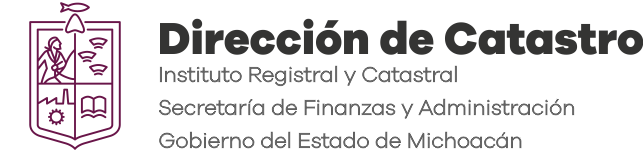 Dirección de Catastro
Instituto Registral y Catastral
Secretaría de Finanzas y Administración
Gobierno del Estado de Michoacán